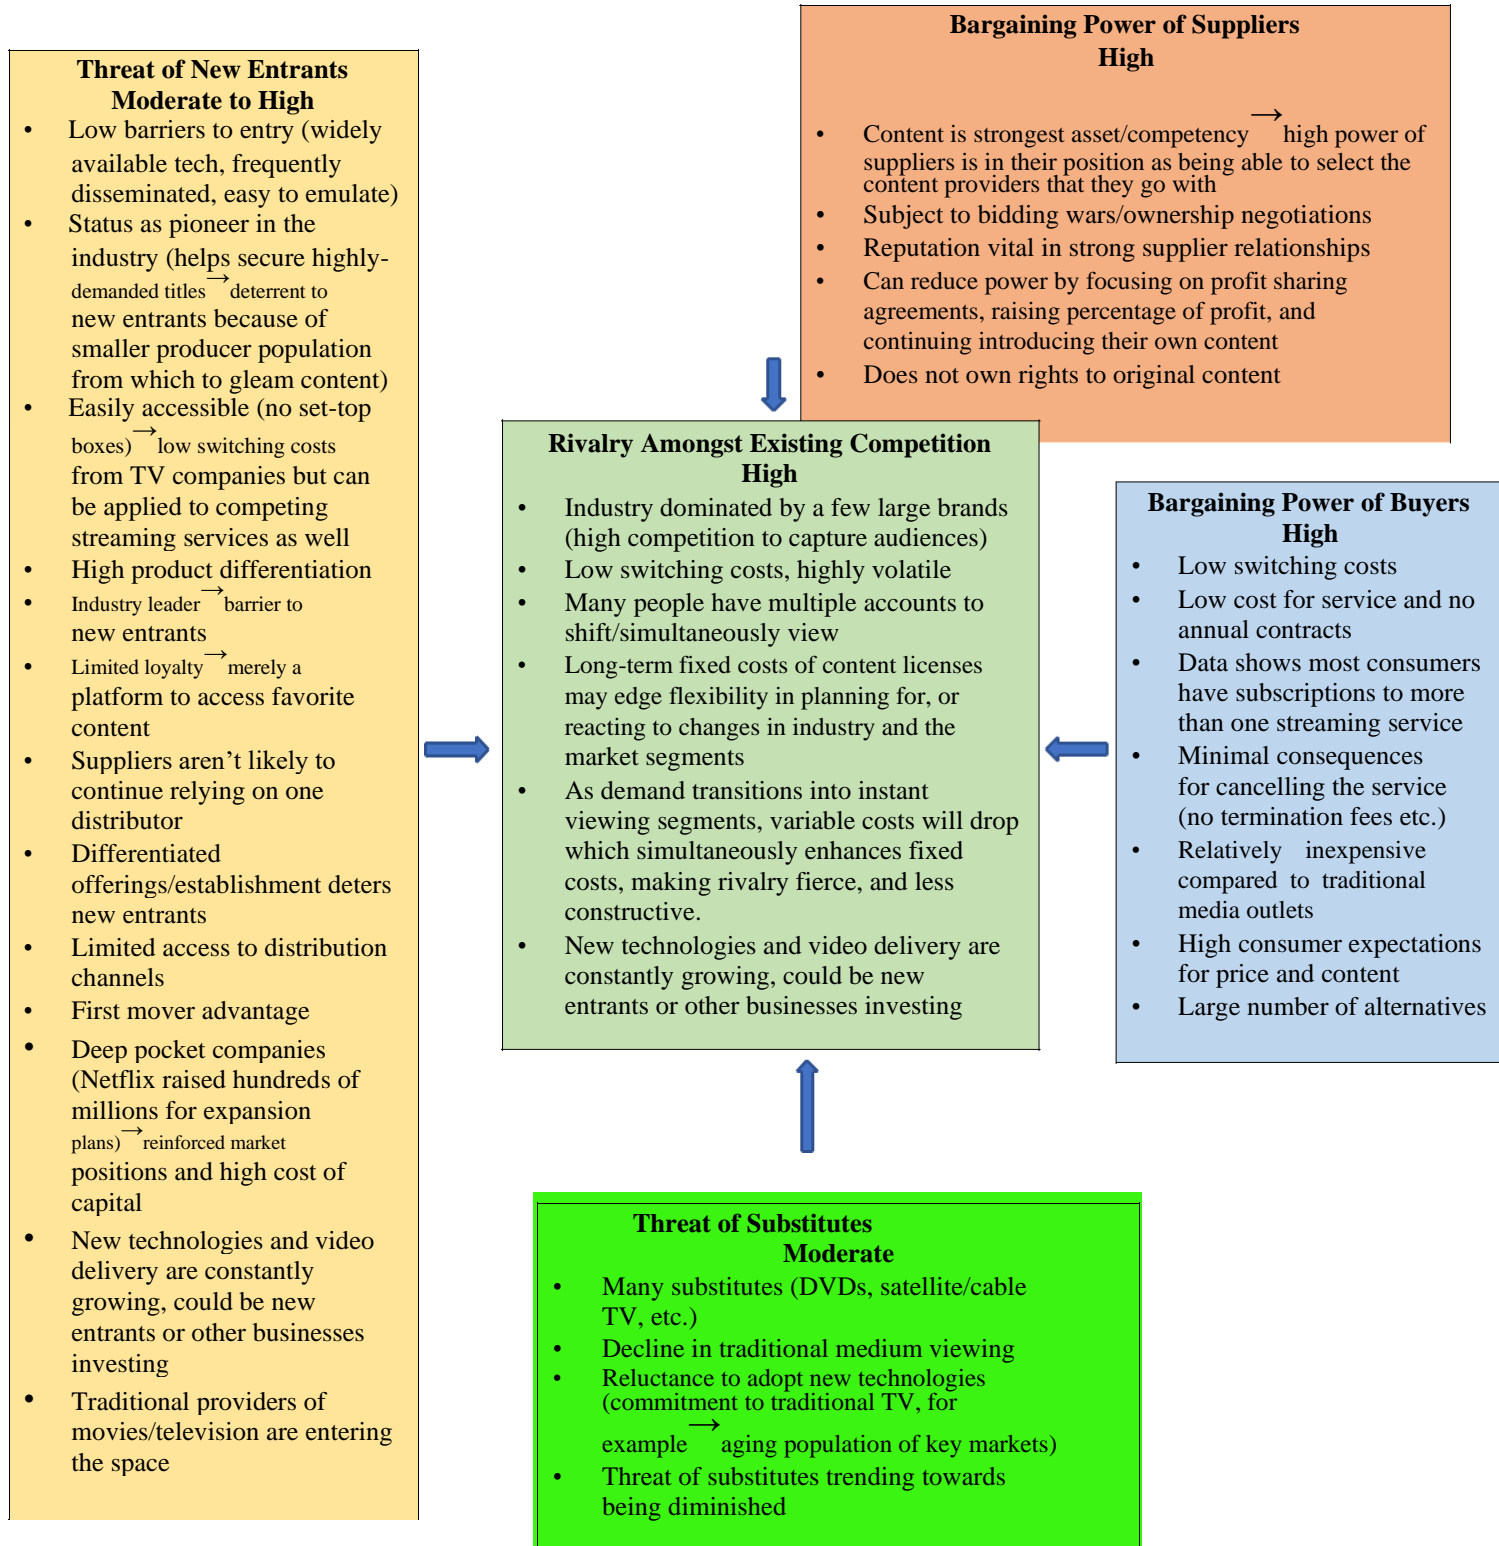 Threat of New Entrants
Moderate to High
• Low barriers to entry (widely
available tech, frequently
disseminated, easy to emulate)
• Status as pioneer in the
industry (helps secure highly-
demanded titles → deterrent to
new entrants because of
smaller producer population
from which to gleam content)
• Easily accessible (no set-top
boxes) → low switching costs
from TV companies but can
be applied to competing
streaming services as well
• High product differentiation
• Industry leader → barrier to
new entrants
• Limited loyalty → merely a
platform to access favorite
content
• Suppliers aren’t likely to
continue relying on one
distributor
• Differentiated
offerings/establishment deters
new entrants
• Limited access to distribution
channels
• First mover advantage
• Deep pocket companies
(Netflix raised hundreds of
millions for expansion
plans) → reinforced market
positions and high cost of
capital
• New technologies and video
delivery are constantly
growing, could be new
entrants or other businesses
investing
• Traditional providers of
movies/television are entering
the space
Bargaining Power of Suppliers
High
• Content is strongest asset/competency → high power of
suppliers is in their position as being able to select the
content providers that they go with
• Subject to bidding wars/ownership negotiations
• Reputation vital in strong supplier relationships
• Can reduce power by focusing on profit sharing
agreements, raising percentage of profit, and
continuing introducing their own content
• Does not own rights to original content
Rivalry Amongst Existing Competition
High
• Industry dominated by a few large brands
(high competition to capture audiences)
• Low switching costs, highly volatile
• Many people have multiple accounts to
shift/simultaneously view
• Long-term fixed costs of content licenses
may edge flexibility in planning for, or
reacting to changes in industry and the
market segments
• As demand transitions into instant
viewing segments, variable costs will drop
which simultaneously enhances fixed
costs, making rivalry fierce, and less
constructive.
• New technologies and video delivery are
constantly growing, could be new
entrants or other businesses investing
Bargaining Power of Buyers
High
• Low switching costs
• Low cost for service and no
annual contracts
• Data shows most consumers
have subscriptions to more
than one streaming service
• Minimal consequences
for cancelling the service
(no termination fees etc.)
• Relatively inexpensive
compared to traditional
media outlets
• High consumer expectations
for price and content
• Large number of alternatives
Threat of Substitutes
Moderate
• Many substitutes (DVDs, satellite/cable
TV, etc.)
• Decline in traditional medium viewing
• Reluctance to adopt new technologies
(commitment to traditional TV, for
example → aging population of key markets)
• Threat of substitutes trending towards
being diminished